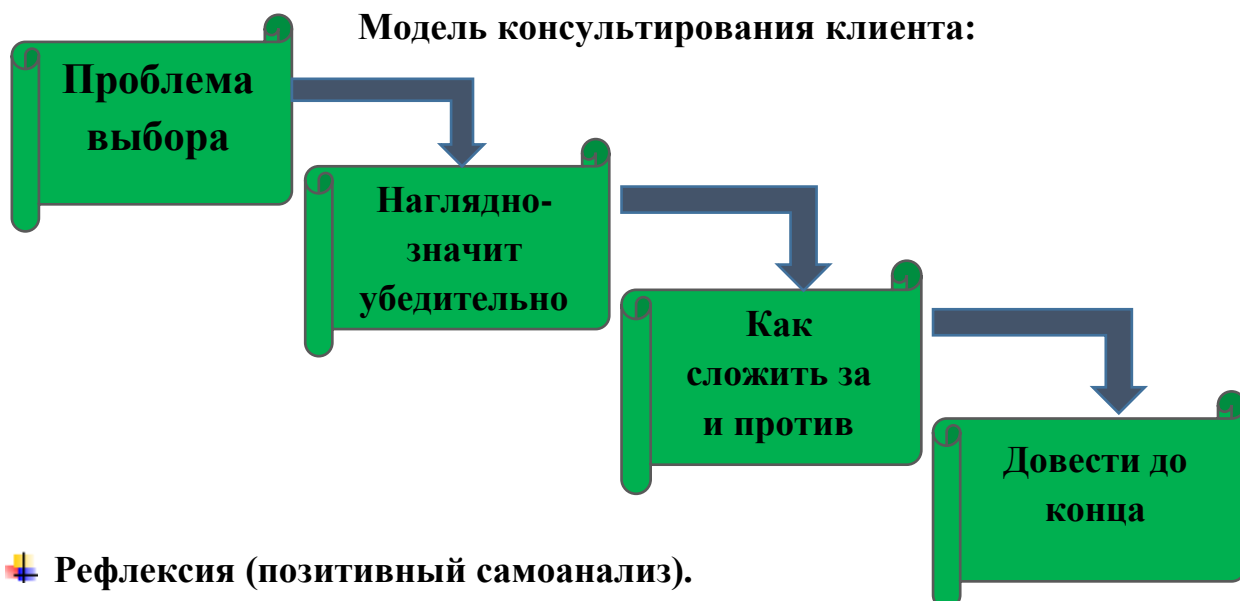 Модель консультирования клиента:
Проблема
выбора
Наглядно-
значит
убедительно
Как
сложить за
и против
Довести до
конца
Рефлексия (позитивный самоанализ).